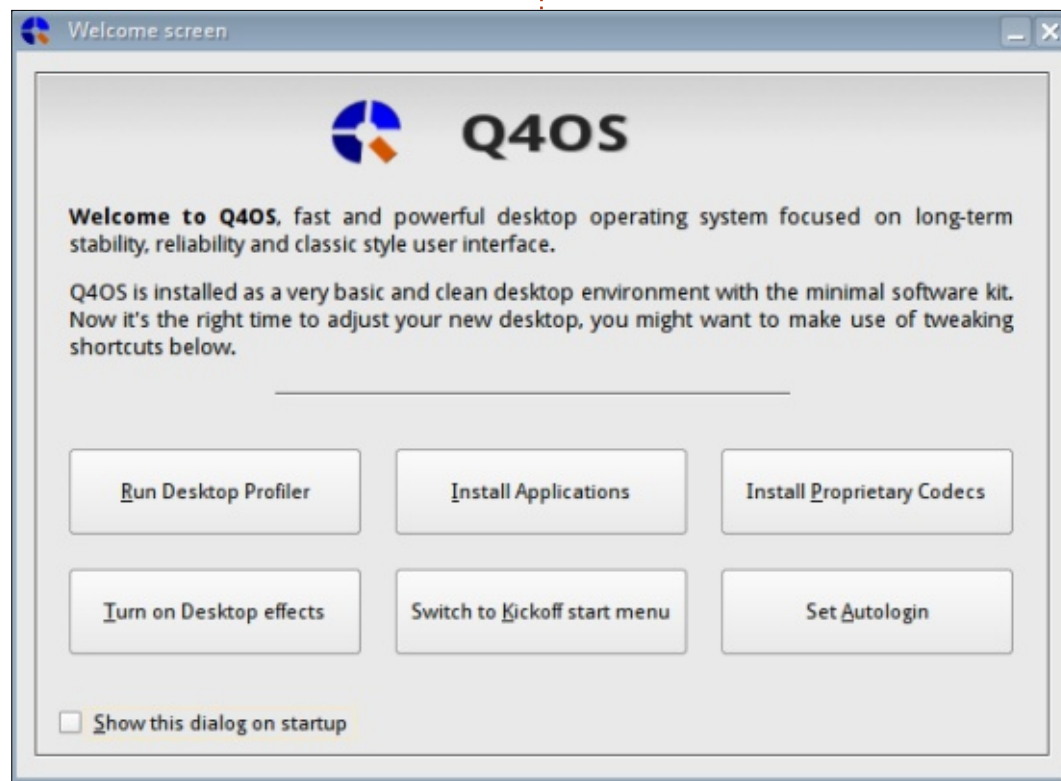 Welcome screen
Q4OS
Welcome to Q4OS, fast and powerful desktop operating system focused on long-term
stability, reliability and classic style user interface.
Q4OS is installed as a very basic and clean desktop environment with the minimal software kit.
Now it's the right time to adjust your new desktop, you might want to make use of tweaking
shortcuts below.
Run Desktop Profiler
Install Applications
Install Proprietary Codecs
Turn on Desktop effects
Switch to Kickoff start menu
Set Autologin
Show this dialog on startup